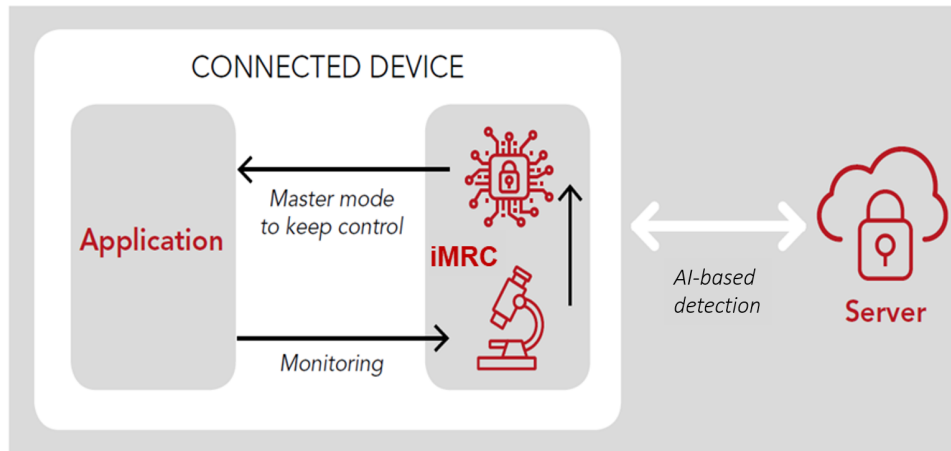 CONNECTED DEVICE
Application
Master mode
to keep control
iMRC
Monitoring
AI-based
detection
Server